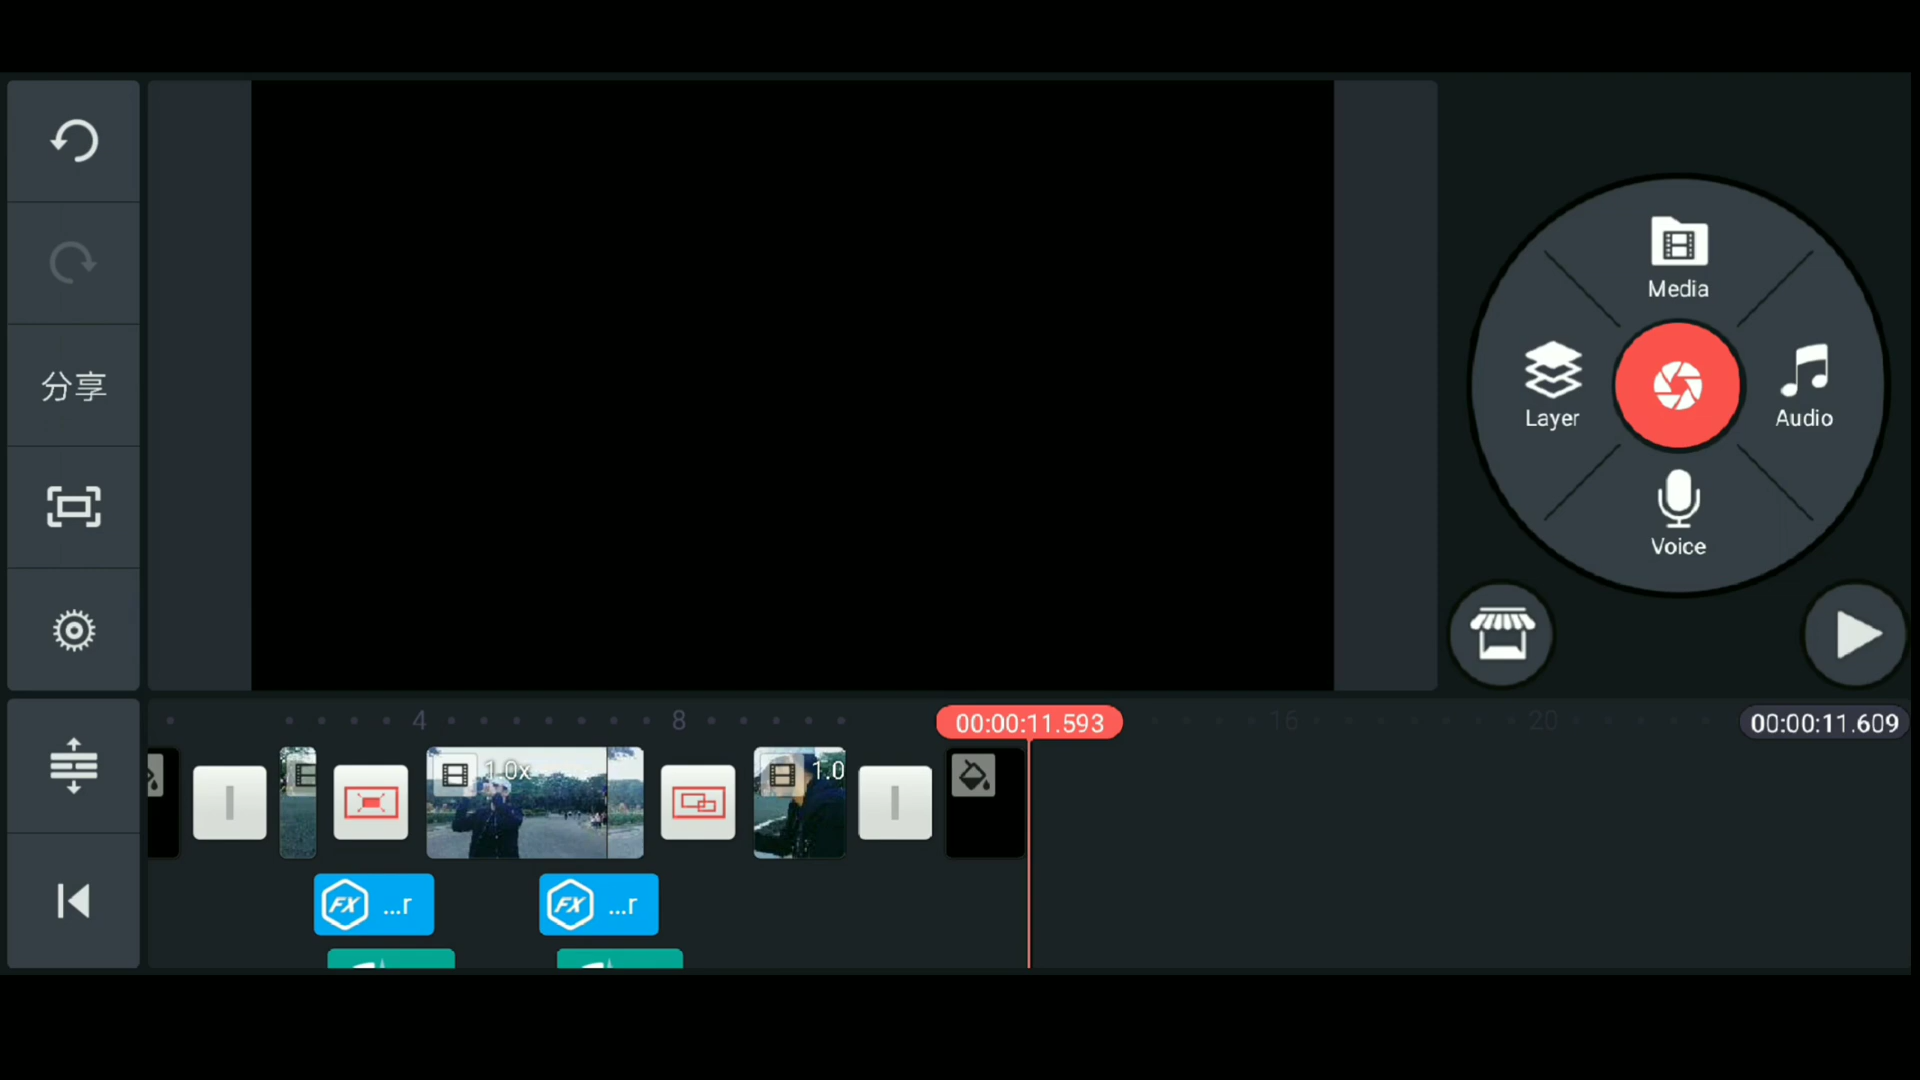 Media
Layer
Audio
Voice
分享
4
8
00:00:11.593
16
20
00:00:11.609
1.0x
1.0
FX ...r
FX ...r